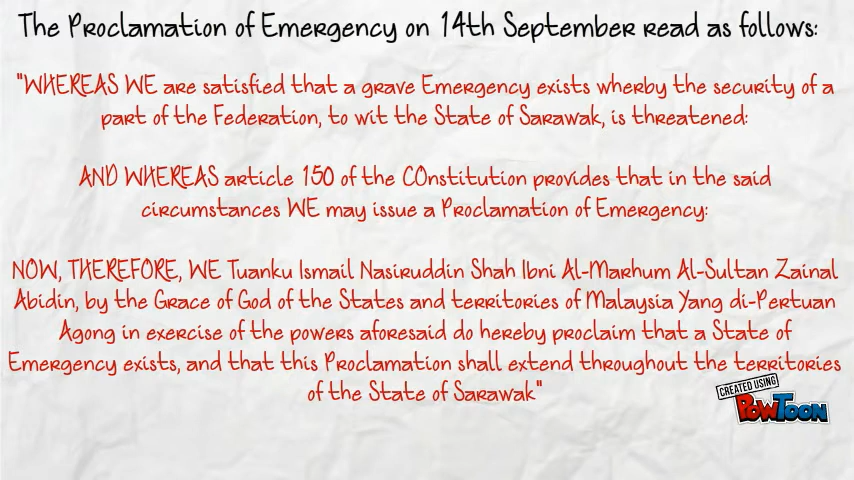 The Proclamation of Emergency on 14th September read as follows:
"WHEREAS WE are satisfied that a grave Emergency exists wherby the security of a
part of the Federation, to wit the State of Sarawak, is threatened:
AND WHEREAS article 150 of the COnstitution provides that in the said
circumstances WE may issue a Proclamation of Emergency:
NOW, THEREFORE, WE Tuanku Ismail Nasiruddin Shah Ibni Al-Marhum Al-Sultan Zainal
Abidin, by the Grace of God of the States and territories of Malaysia Yang di-Pertuan
Agong in exercise of the powers aforesaid do hereby proclaim that a State of
Emergency exists, and that this Proclamation shall extend throughout the territories
of the State of Sarawak"
CREATED USING
POWTOON